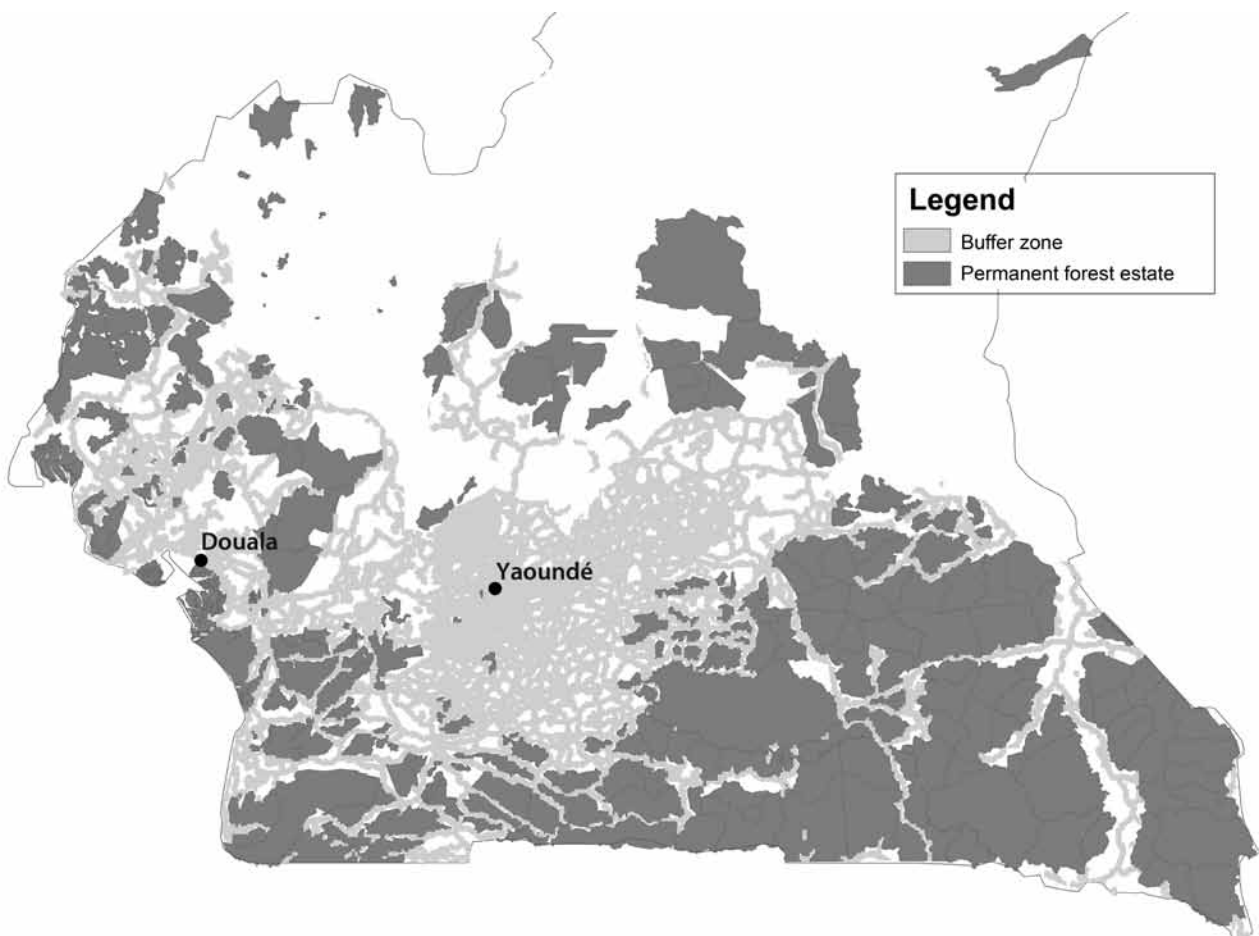 Legend
Buffer zone
Permanent forest estate
Douala
Yaoundé